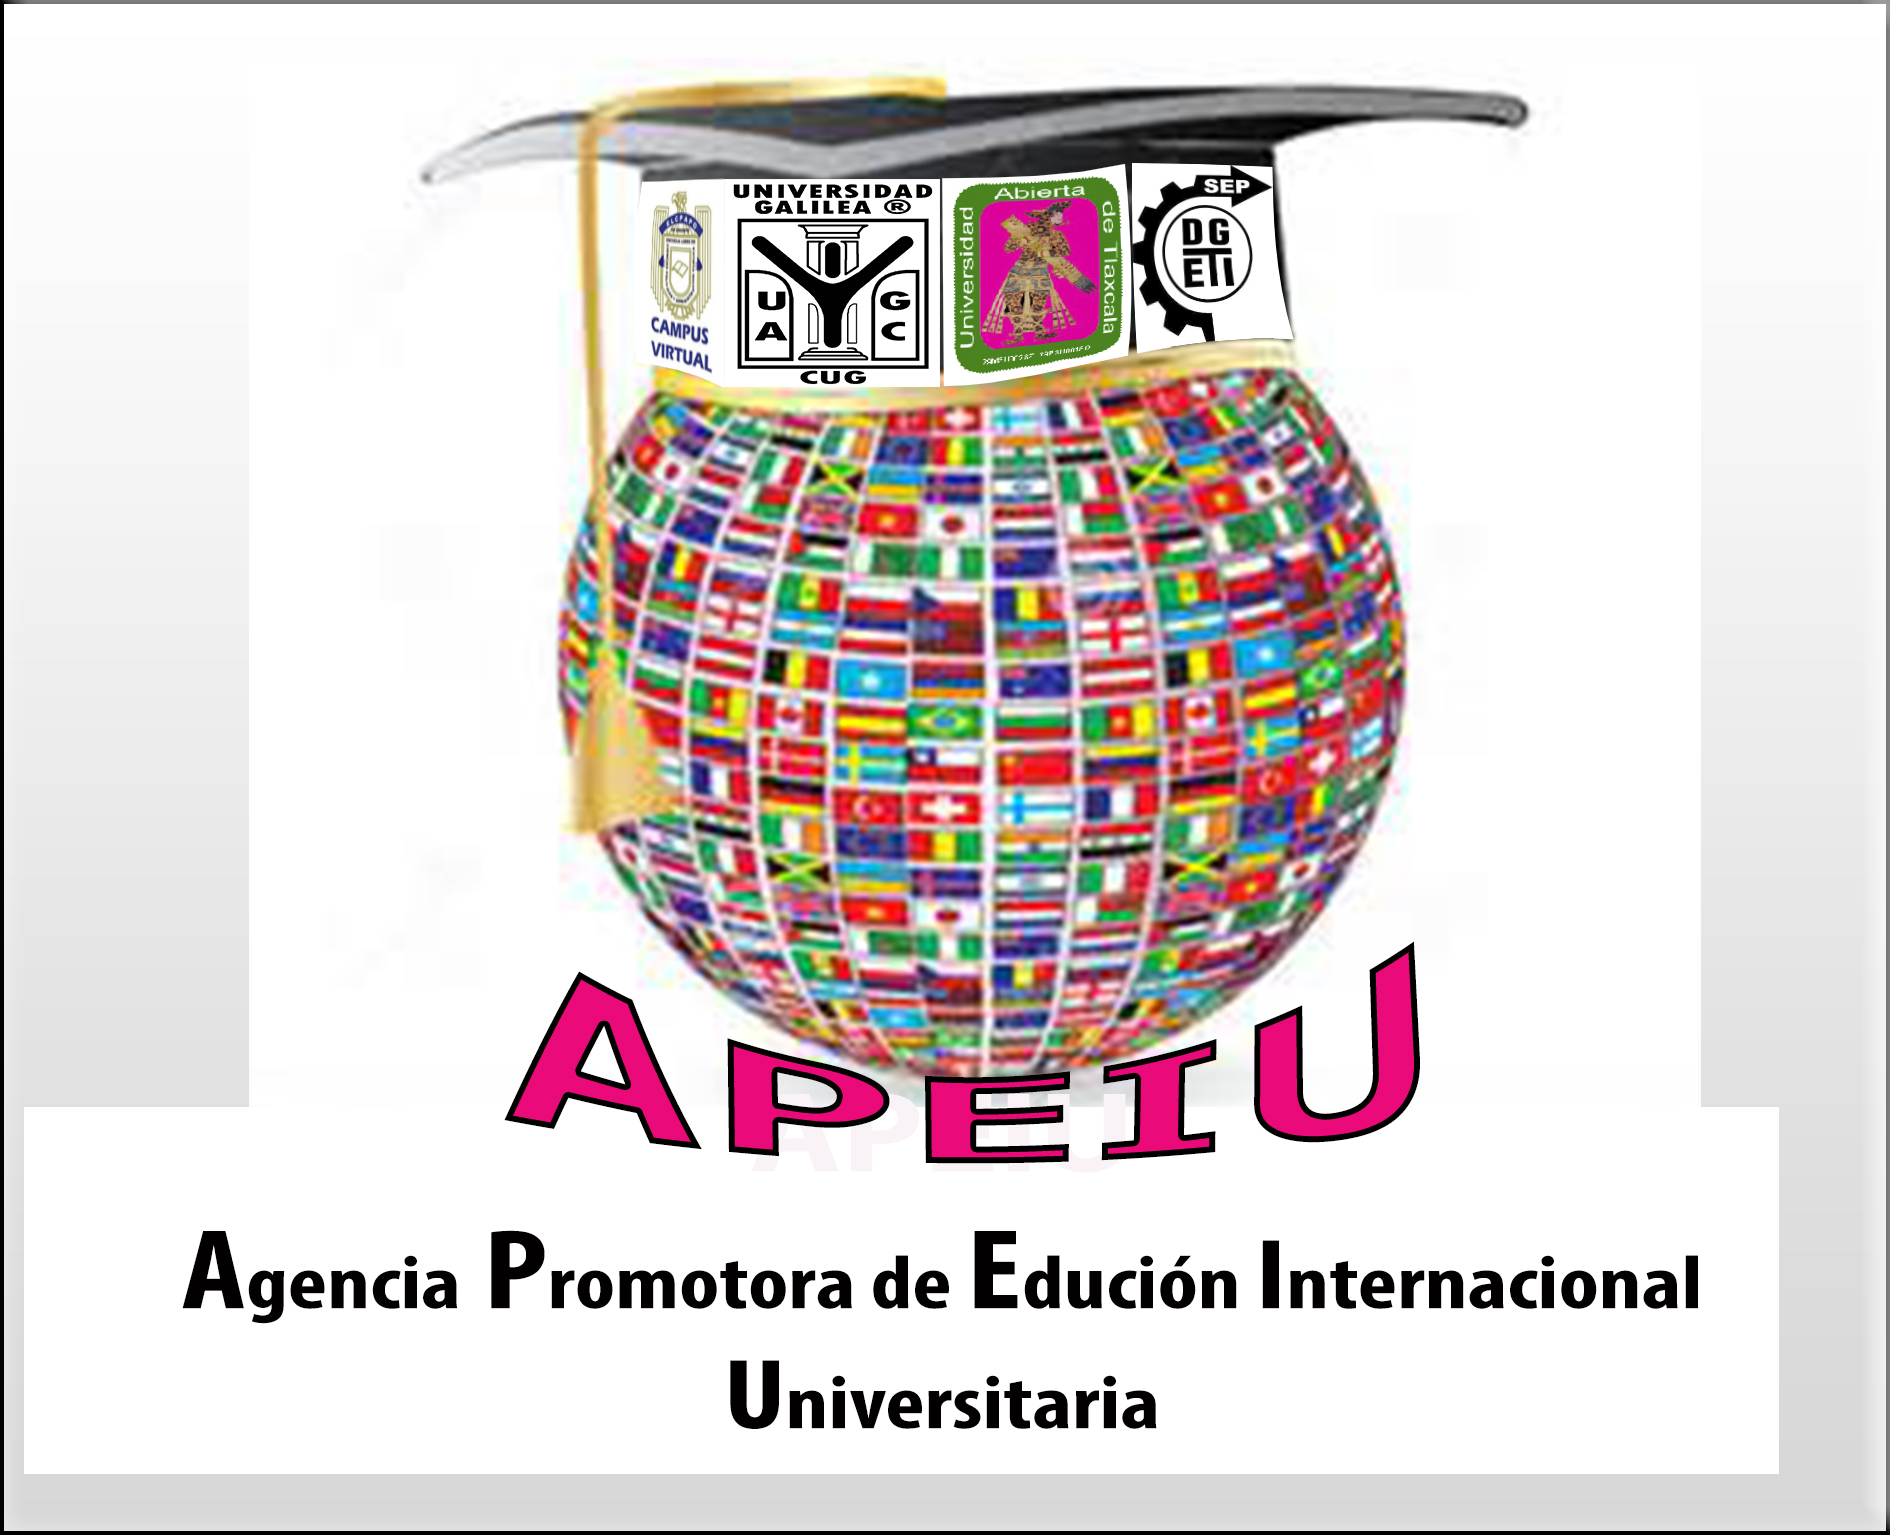 UNIVERSIDAD
GALILEA ®
U A
G C
CUG
CAMPUS
VIRTUAL
Universidad Abierta de Tlaxcala
SEP
DG
ETI
APEIU
APEIU
Agencia Promotora de Edución Internacional
Universitaria